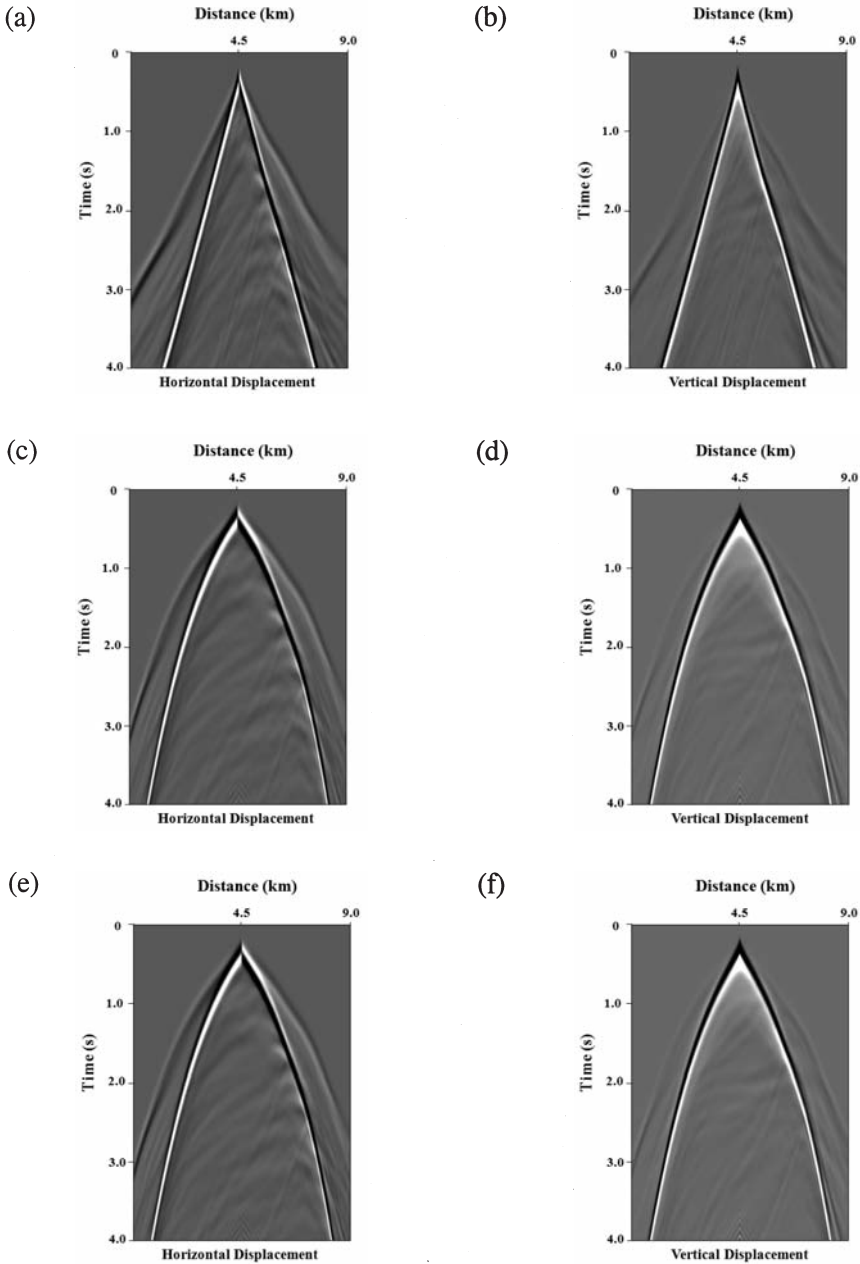 (a)
Distance (km)
4.5 9.0
0
1.0
2.0
3.0
4.0
Time (s)
Horizontal Displacement
(b)
Distance (km)
4.5 9.0
0
1.0
2.0
3.0
4.0
Time (s)
Vertical Displacement
(c)
Distance (km)
4.5 9.0
0
1.0
2.0
3.0
4.0
Time (s)
Horizontal Displacement
(d)
Distance (km)
4.5 9.0
0
1.0
2.0
3.0
4.0
Time (s)
Vertical Displacement
(e)
Distance (km)
4.5 9.0
0
1.0
2.0
3.0
4.0
Time (s)
Horizontal Displacement
(f)
Distance (km)
4.5 9.0
0
1.0
2.0
3.0
4.0
Time (s)
Vertical Displacement